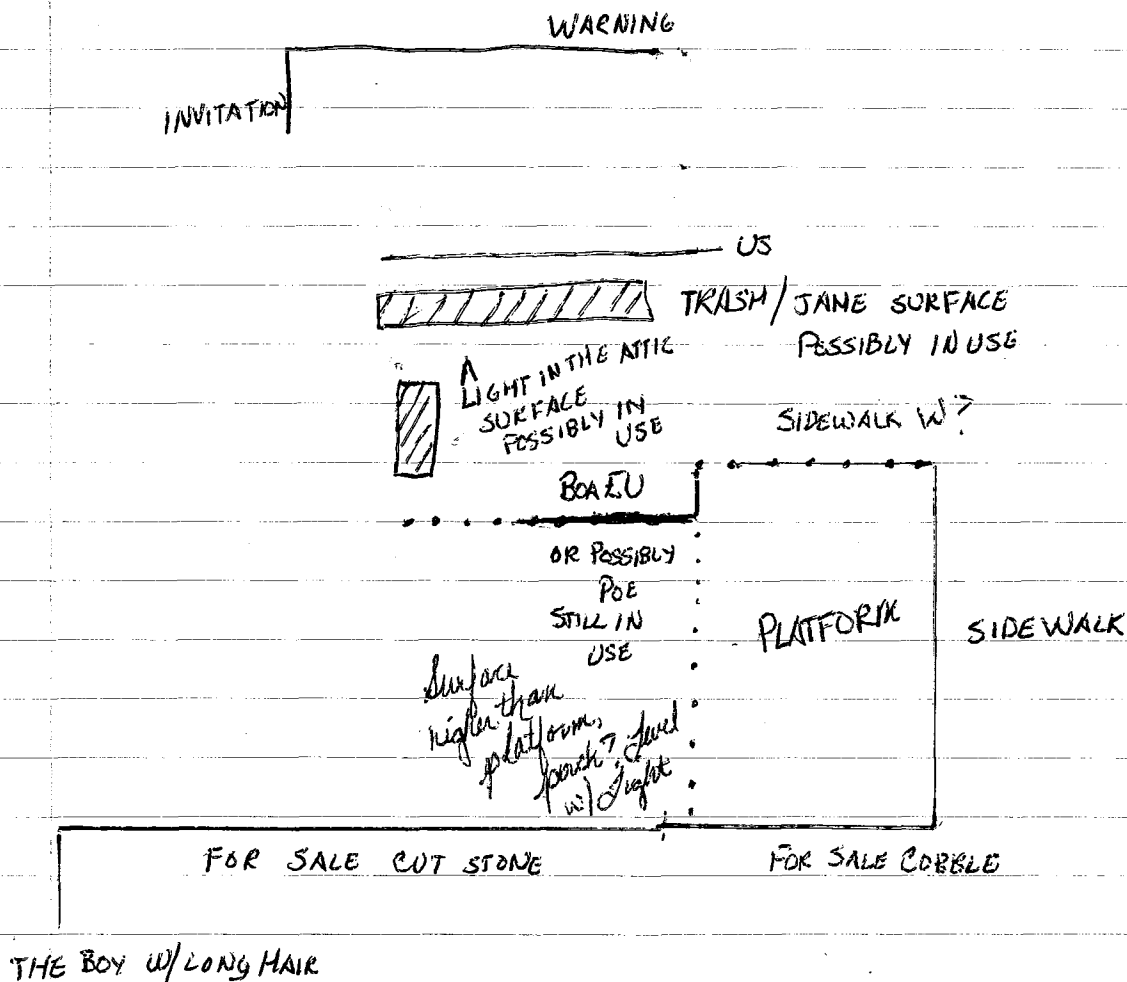 WARNING
INVITATION
US
TRASH/JANE SURFACE
POSSIBLY IN USE
LIGHT IN THE ATTIC
SURFACE
POSSIBLY IN
USE
SIDEWALK W?
BOA EU
OR POSSIBLY
POE
STILL IN
USE
PLATFORM
SIDEWALK
Surface
higher than
platform,
porch? Level
w/ Light
FOR SALE CUT STONE
FOR SALE COBBLE
THE BOY W/ LONG HAIR